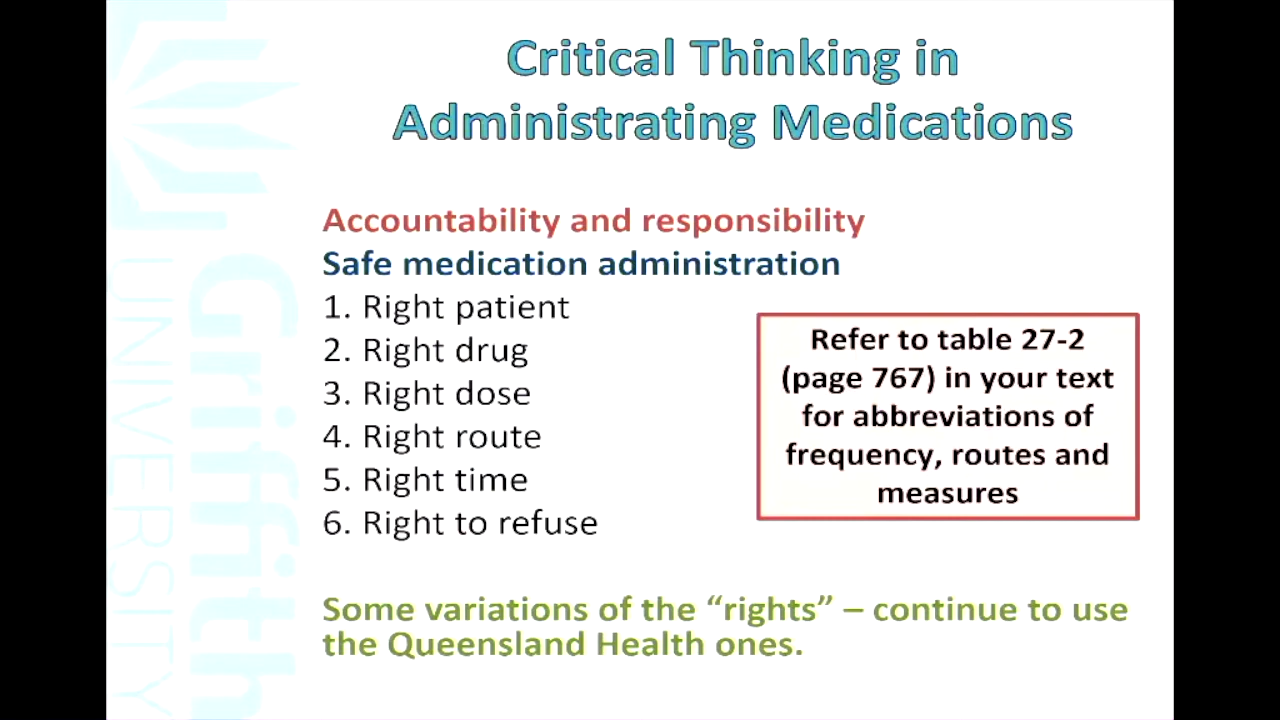 Critical Thinking in
Administrating Medications
Accountability and responsibility
Safe medication administration
1. Right patient
2. Right drug
3. Right dose
4. Right route
5. Right time
6. Right to refuse
Refer to table 27-2
(page 767) in your text
for abbreviations of
frequency, routes and
measures
Some variations of the “rights” – continue to use
the Queensland Health ones.
Griffith
UNIVERSITY